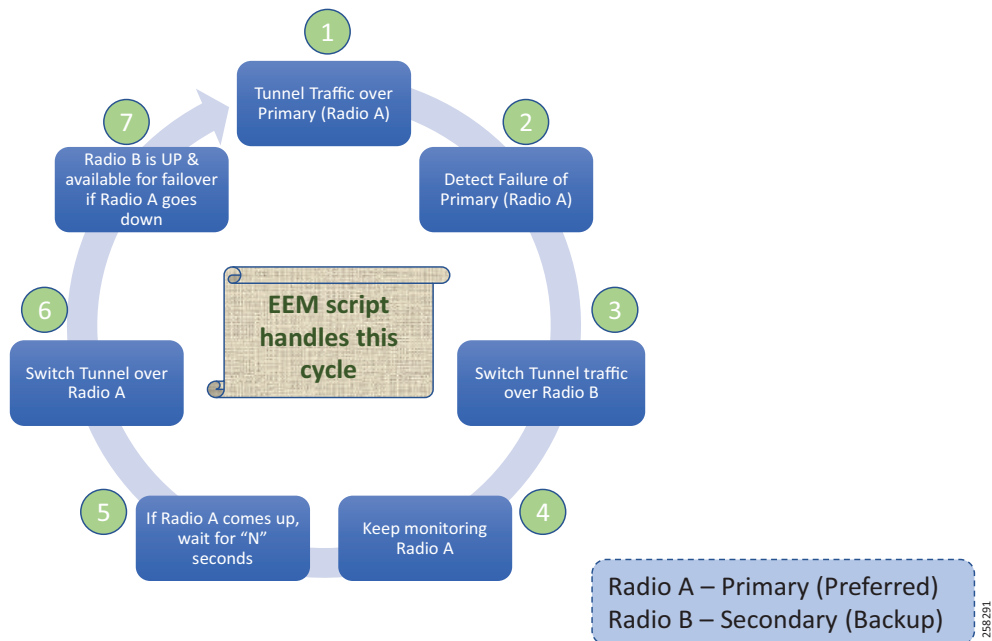 1
Tunnel Traffic over
Primary (Radio A)
2
Detect Failure of
Primary (Radio A)
3
Switch Tunnel traffic
over Radio B
4
Keep monitoring
Radio A
5
If Radio A comes up,
wait for “N”
seconds
6
Switch Tunnel over
Radio A
7
Radio B is UP &
available for failover
if Radio A goes
down
EEM script
handles this
cycle
Radio A – Primary (Preferred)
Radio B – Secondary (Backup)
258291